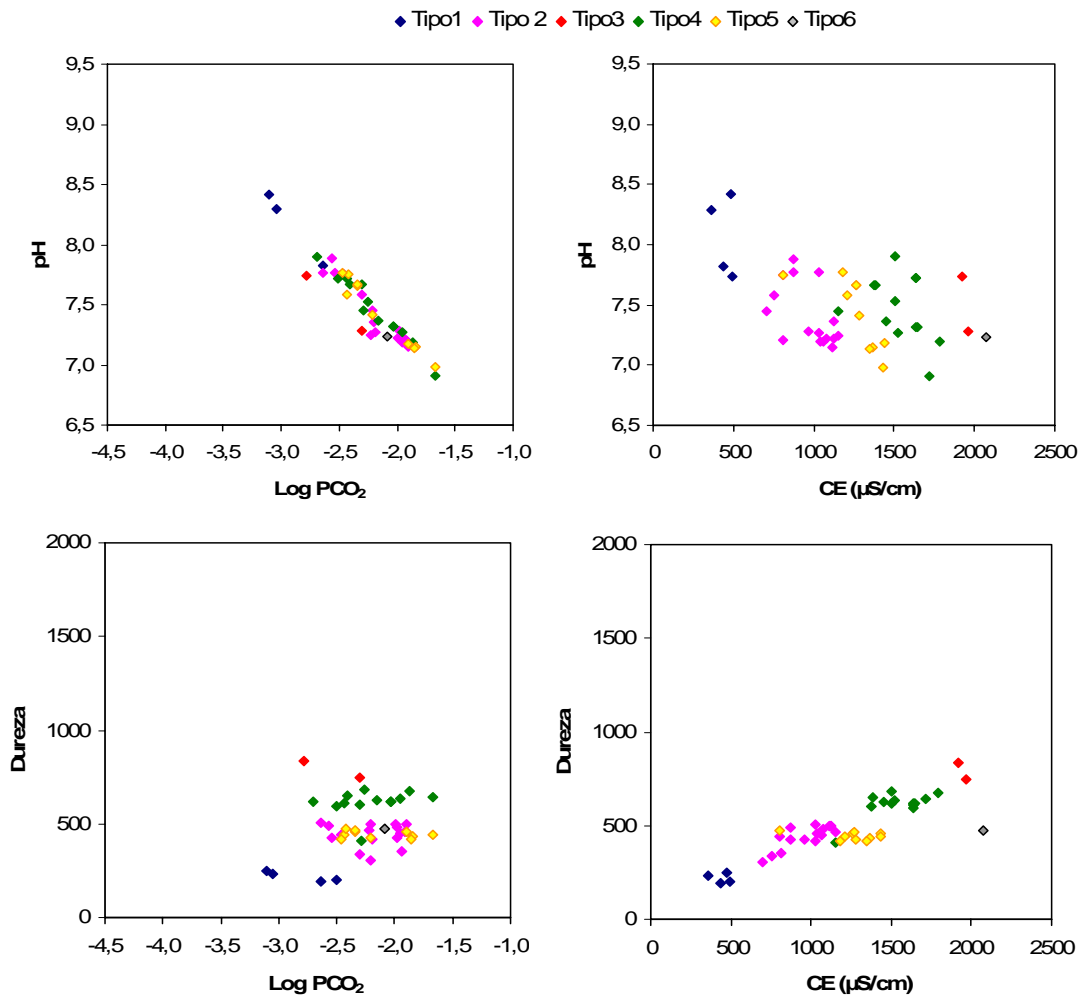 Tipo1 Tipo 2 Tipo3 Tipo4 Tipo5 Tipo6
9,5
9,0
8,5
8,0
7,5
7,0
6,5
pH
-4,5 -4,0 -3,5 -3,0 -2,5 -2,0 -1,5 -1,0
Log PCO₂
9,5
9,0
8,5
8,0
7,5
7,0
6,5
pH
0 500 1000 1500 2000 2500
CE (µS/cm)
2000
1500
1000
500
0
Dureza
-4,5 -4,0 -3,5 -3,0 -2,5 -2,0 -1,5 -1,0
Log PCO₂
2000
1500
1000
500
0
Dureza
0 500 1000 1500 2000 2500
CE (µS/cm)